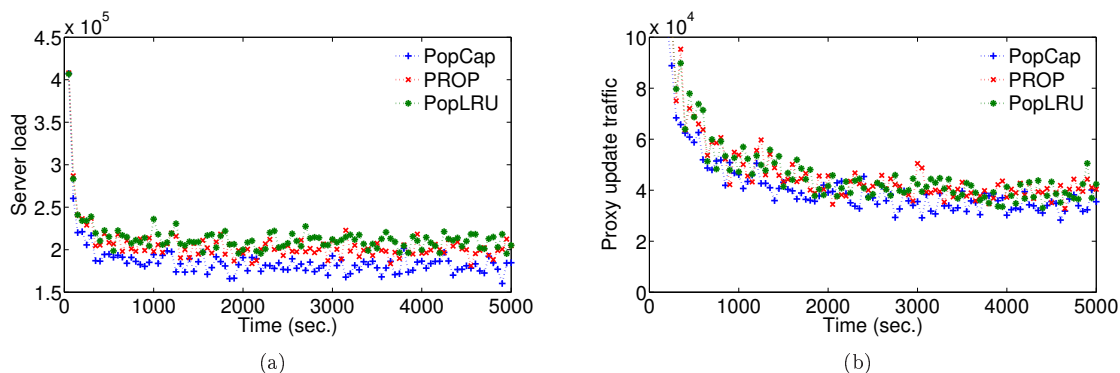 x 10^5
4.5
4
3.5
3
2.5
2
1.5
0
1000
2000
3000
4000
5000
Server load
Time (sec.)
PopCap
PROP
PopLRU
(a)
x 10^4
10
8
6
4
2
0
0
1000
2000
3000
4000
5000
Proxy update traffic
Time (sec.)
PopCap
PROP
PopLRU
(b)